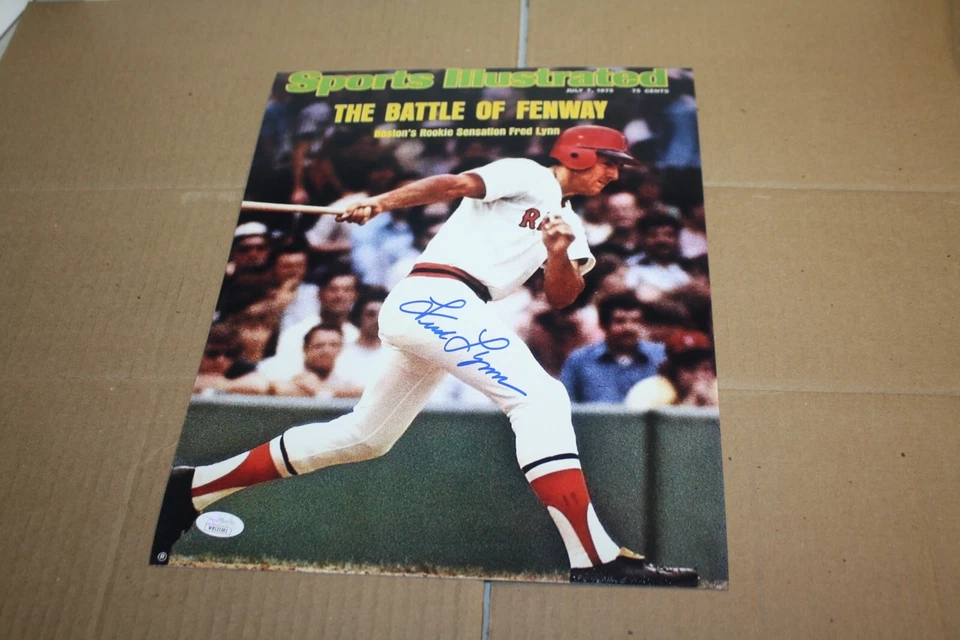 Sports Illustrated
JULY 7, 1975 75 CENTS
THE BATTLE OF FENWAY
Boston's Rookie Sensation Fred Lynn
R
Fred Lynn